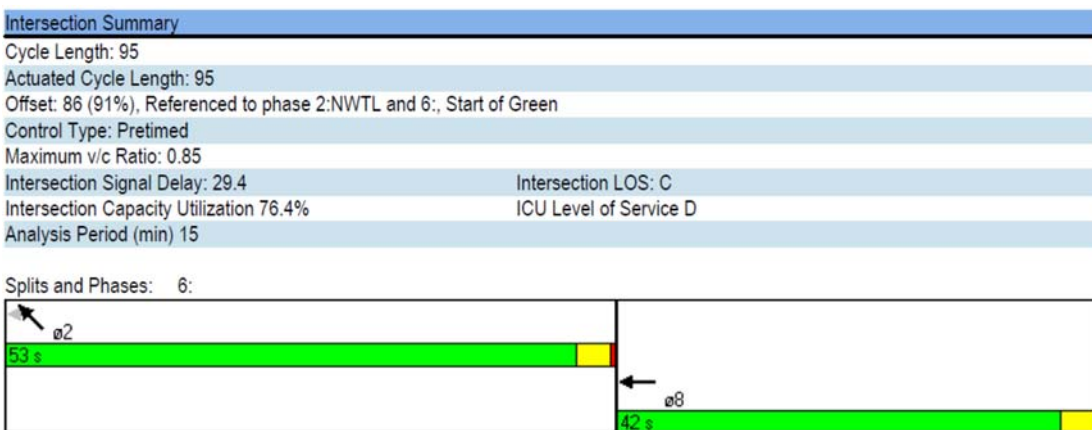 Intersection Summary
Cycle Length: 95
Actuated Cycle Length: 95
Offset: 86 (91%), Referenced to phase 2:NWTL and 6:, Start of Green
Control Type: Pretimed
Maximum v/c Ratio: 0.85
Intersection Signal Delay: 29.4 Intersection LOS: C
Intersection Capacity Utilization 76.4% ICU Level of Service D
Analysis Period (min) 15
Splits and Phases: 6:
ø2
53 s
ø8
42 s